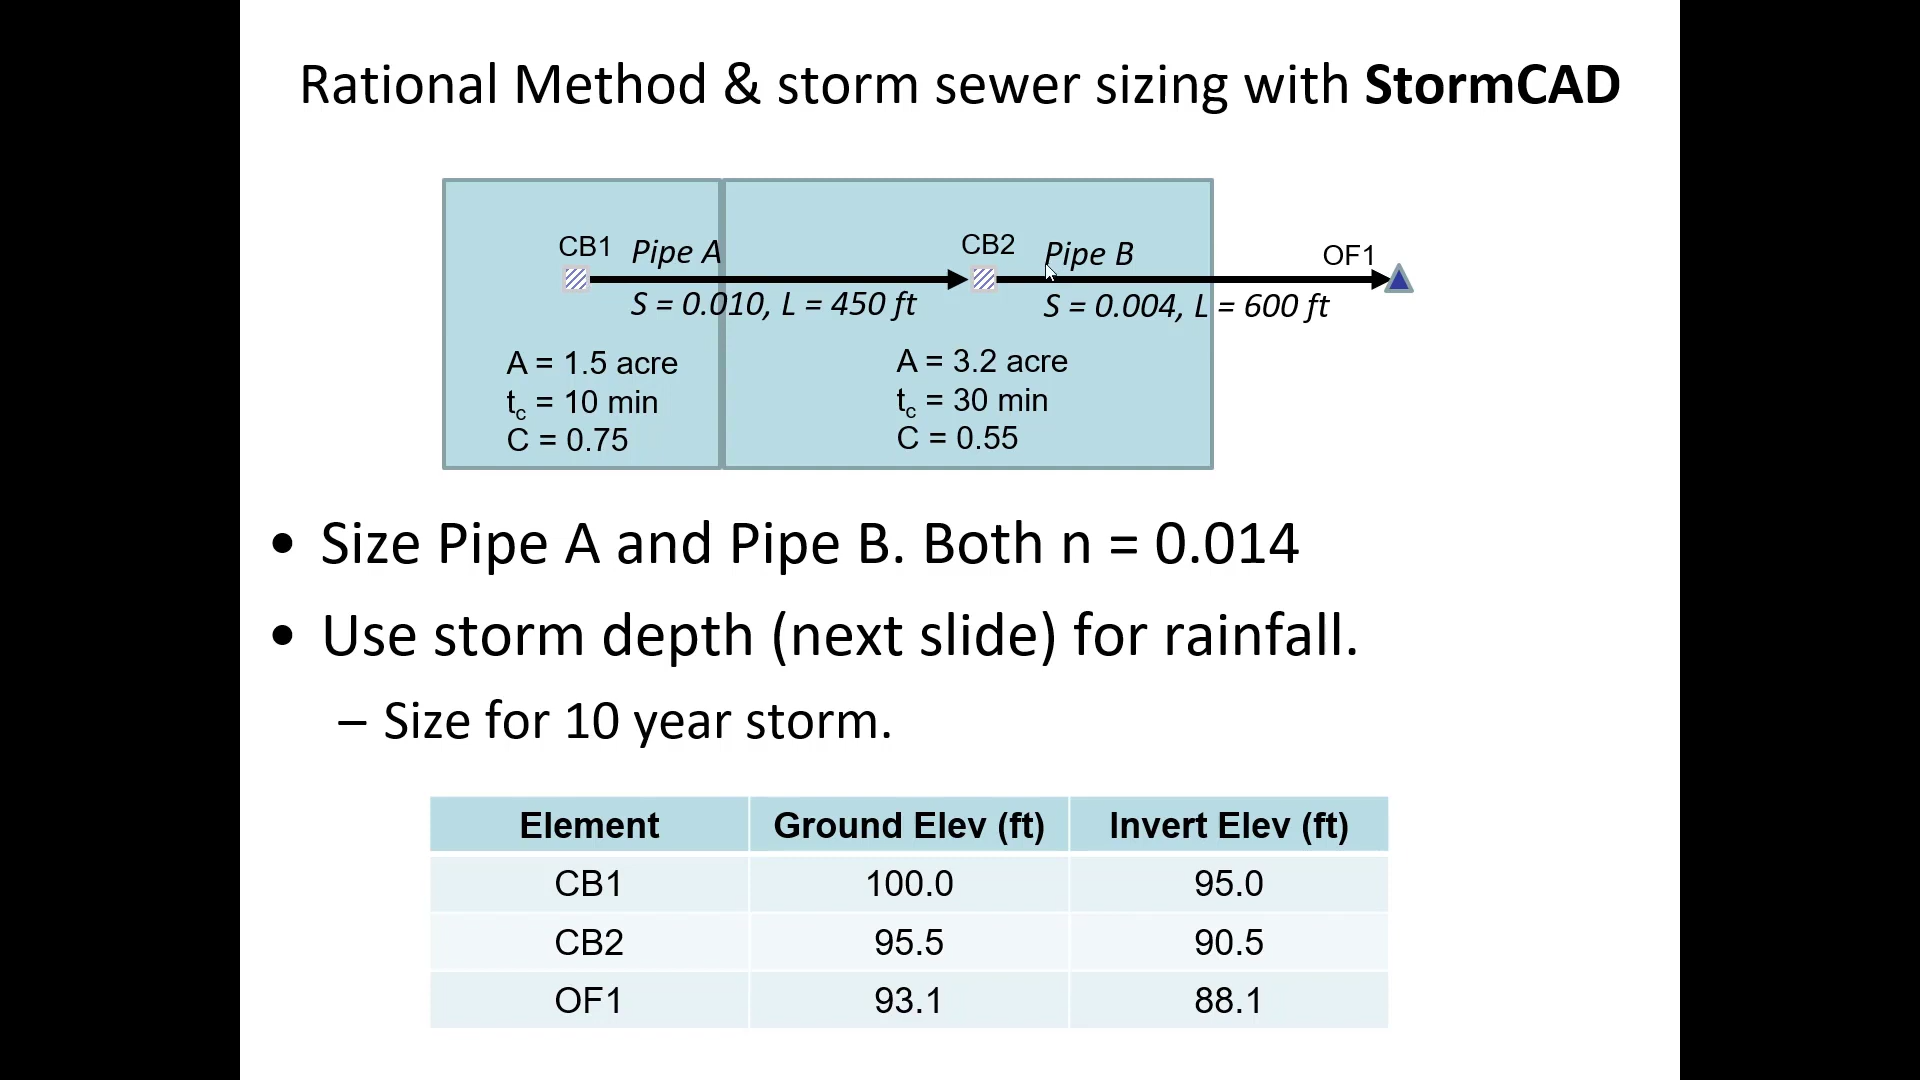 Rational Method & storm sewer sizing with StormCAD
CB1 Pipe A CB2 Pipe B OF1
S = 0.010, L = 450 ft S = 0.004, L = 600 ft
A = 1.5 acre
tc = 10 min
C = 0.75
A = 3.2 acre
tc = 30 min
C = 0.55
• Size Pipe A and Pipe B. Both n = 0.014
• Use storm depth (next slide) for rainfall.
– Size for 10 year storm.
Element Ground Elev (ft) Invert Elev (ft)
CB1 100.0 95.0
CB2 95.5 90.5
OF1 93.1 88.1